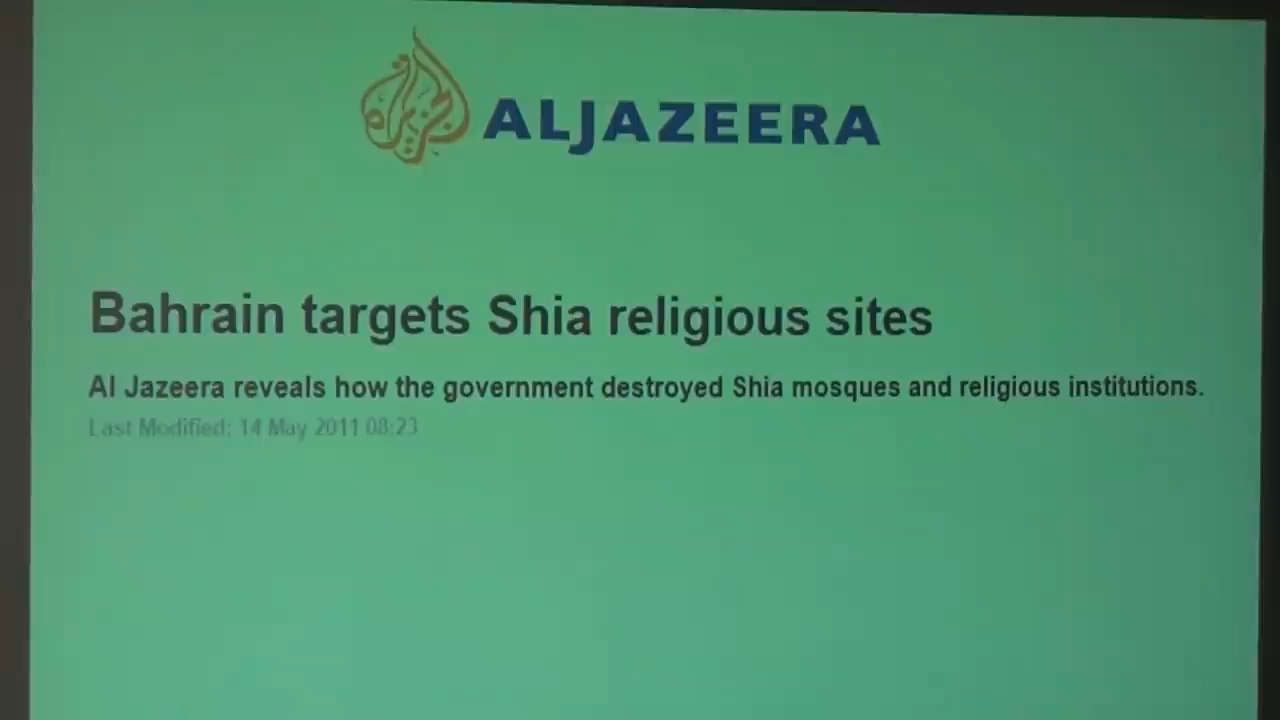 الجزيرة
ALJAZEERA
Bahrain targets Shia religious sites
Al Jazeera reveals how the government destroyed Shia mosques and religious institutions.
Last Modified: 14 May 2011 08:23